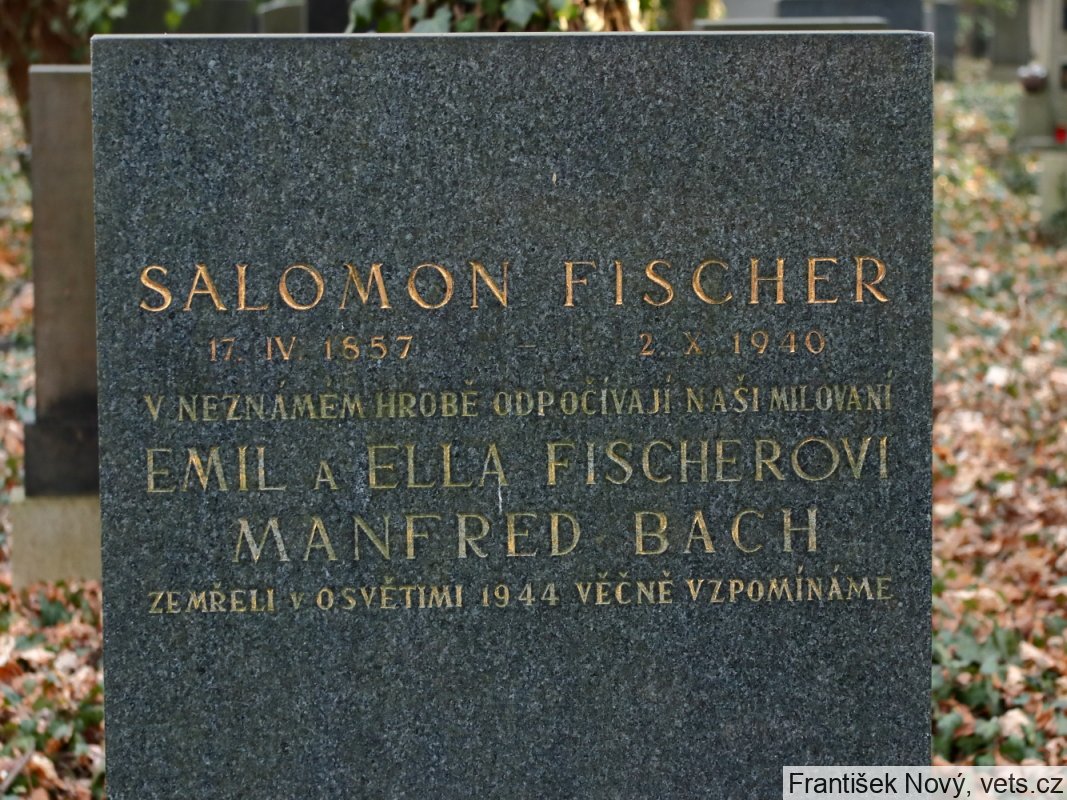 SALOMON FISCHER
17. IV. 1857 – 2. X. 1940
V NEZNÁMÉM HROBĚ ODPOČÍVAJÍ NAŠI MILOVANÍ
EMIL A ELLA FISCHEROVI
MANFRED BACH
ZEMŘELI V OSVĚTIMI 1944 VĚČNĚ VZPOMÍNÁME
František Nový, vets.cz